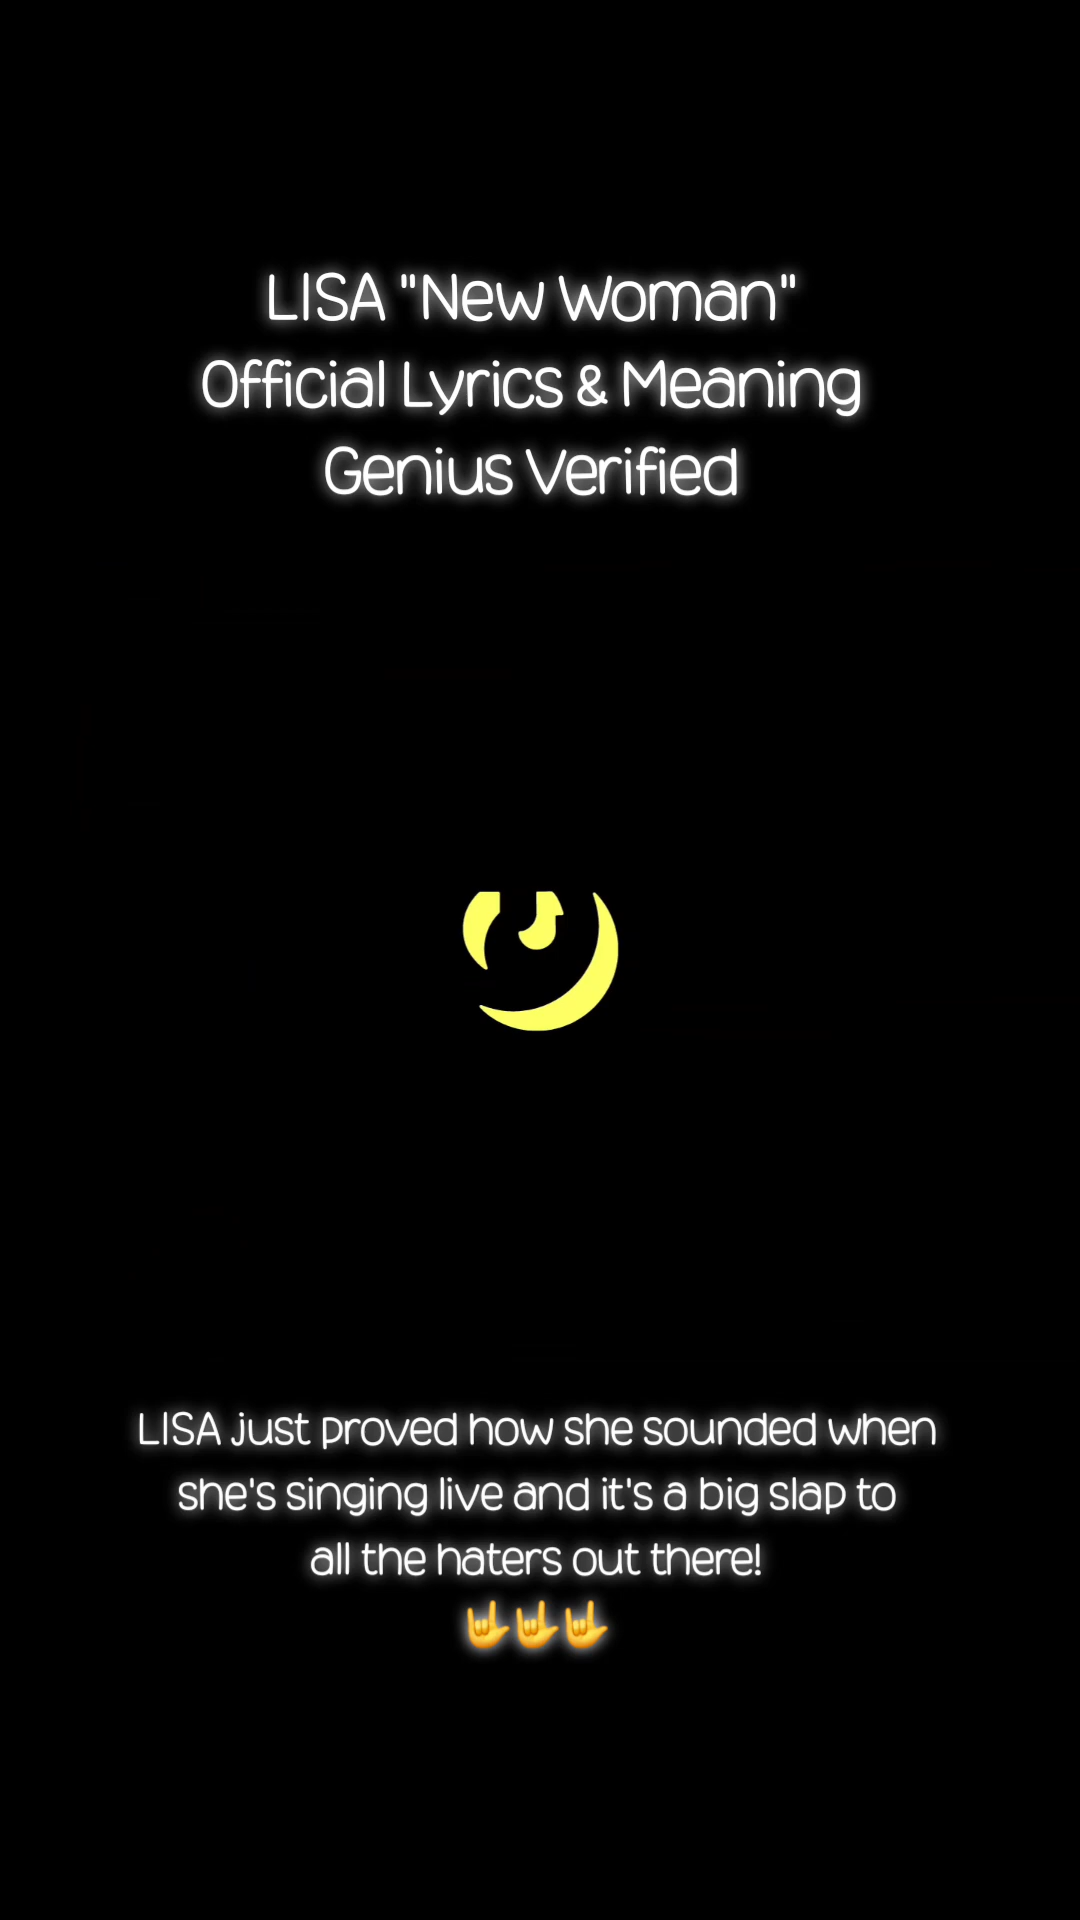 LISA "New Woman"
Official Lyrics & Meaning
Genius Verified
LISA just proved how she sounded when
she's singing live and it's a big slap to
all the haters out there!
🤟🤟🤟